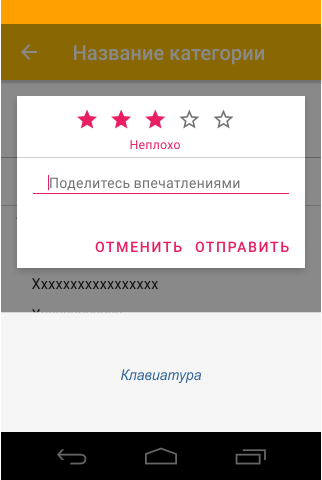 Название категории
Неплохо
Поделитесь впечатлениями
ОТМЕНИТЬ ОТПРАВИТЬ
Xxxxxxxxxxxxxxxxx
Клавиатура